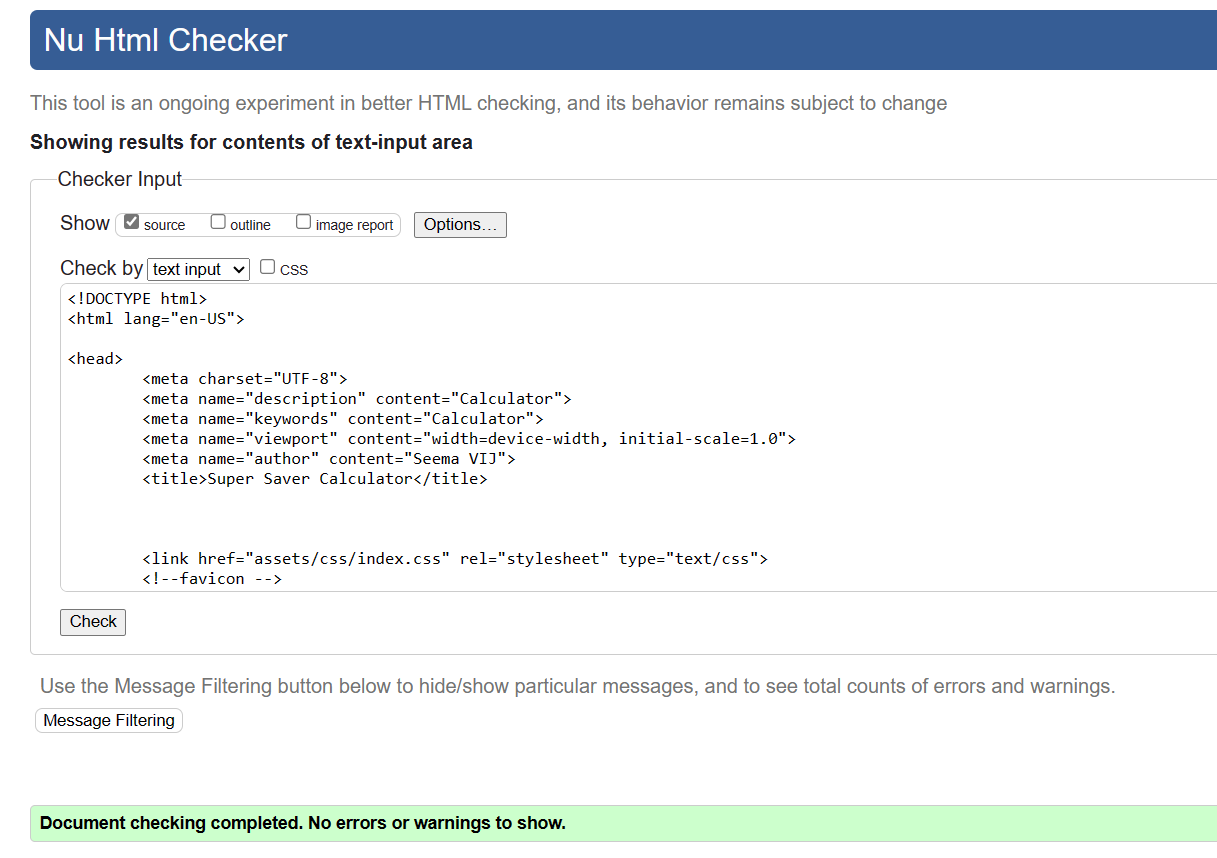 Nu Html Checker
This tool is an ongoing experiment in better HTML checking, and its behavior remains subject to change
Showing results for contents of text-input area
Checker Input
Show source outline image report Options...
Check by text input CSS
<!DOCTYPE html>
<html lang="en-US">
<head>
<meta charset="UTF-8">
<meta name="description" content="Calculator">
<meta name="keywords" content="Calculator">
<meta name="viewport" content="width=device-width, initial-scale=1.0">
<meta name="author" content="Seema VIJ">
<title>Super Saver Calculator</title>
<link href="assets/css/index.css" rel="stylesheet" type="text/css">
<!--favicon -->
Check
Use the Message Filtering button below to hide/show particular messages, and to see total counts of errors and warnings.
Message Filtering
Document checking completed. No errors or warnings to show.